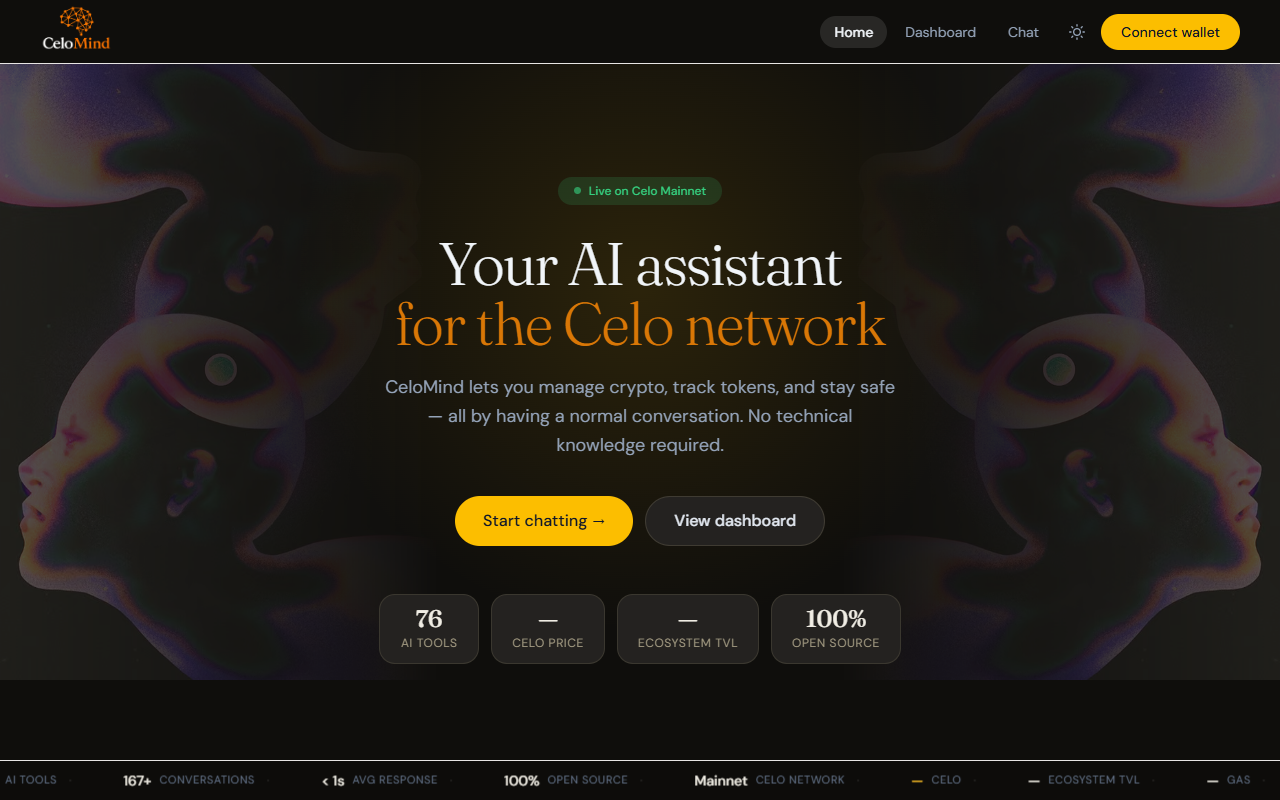 CeloMind
Home
Dashboard
Chat
Connect wallet
Live on Celo Mainnet
Your AI assistant
for the Celo network
CeloMind lets you manage crypto, track tokens, and stay safe
— all by having a normal conversation. No technical
knowledge required.
Start chatting →
View dashboard
76
AI TOOLS
—
CELO PRICE
—
ECOSYSTEM TVL
100%
OPEN SOURCE
AI TOOLS · 167+ CONVERSATIONS · < 1s AVG RESPONSE · 100% OPEN SOURCE · Mainnet CELO NETWORK · — CELO · — ECOSYSTEM TVL · — GAS ·